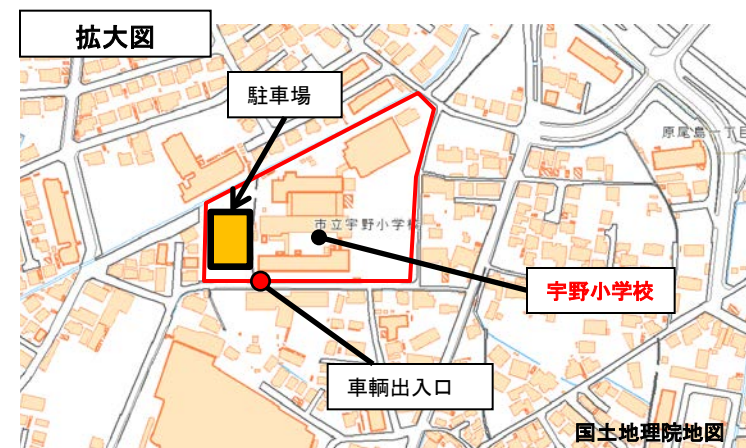 拡大図
駐車場
原尾島一丁目
市立宇野小学校
宇野小学校
車輌出入口
国土地理院地図